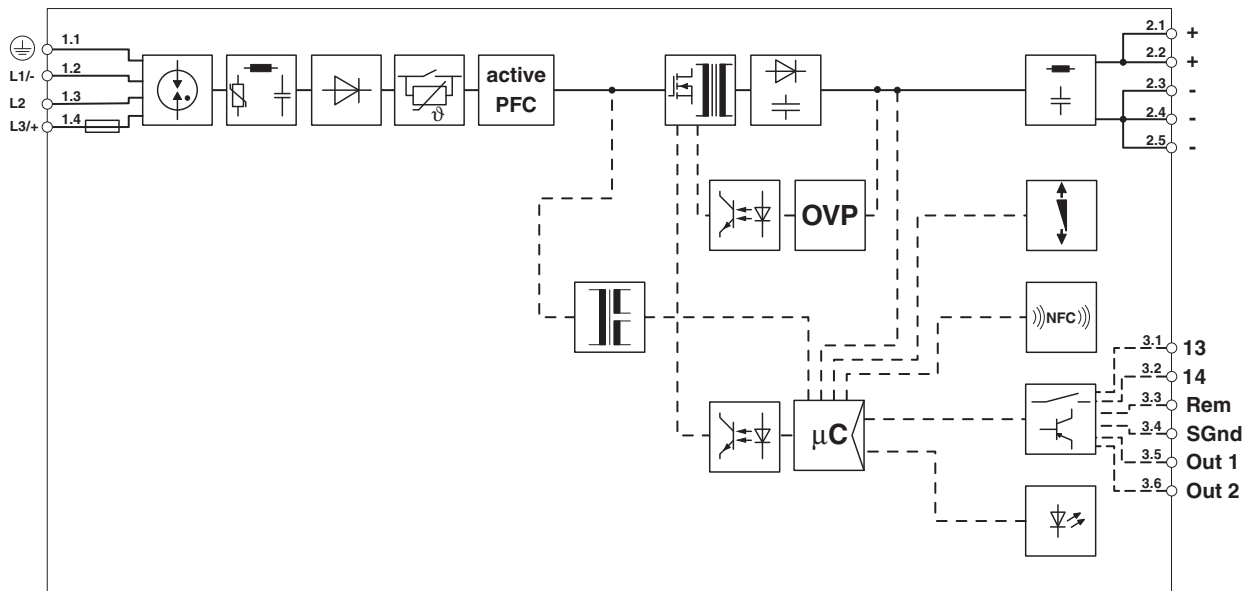 1.1
L1/- 1.2
L2 1.3
L3/+ 1.4
ϑ
active
PFC
2.1 +
2.2 +
2.3 -
2.4 -
2.5 -
OVP
NFC
μC
3.1 13
3.2 14
3.3 Rem
3.4 SGnd
3.5 Out 1
3.6 Out 2